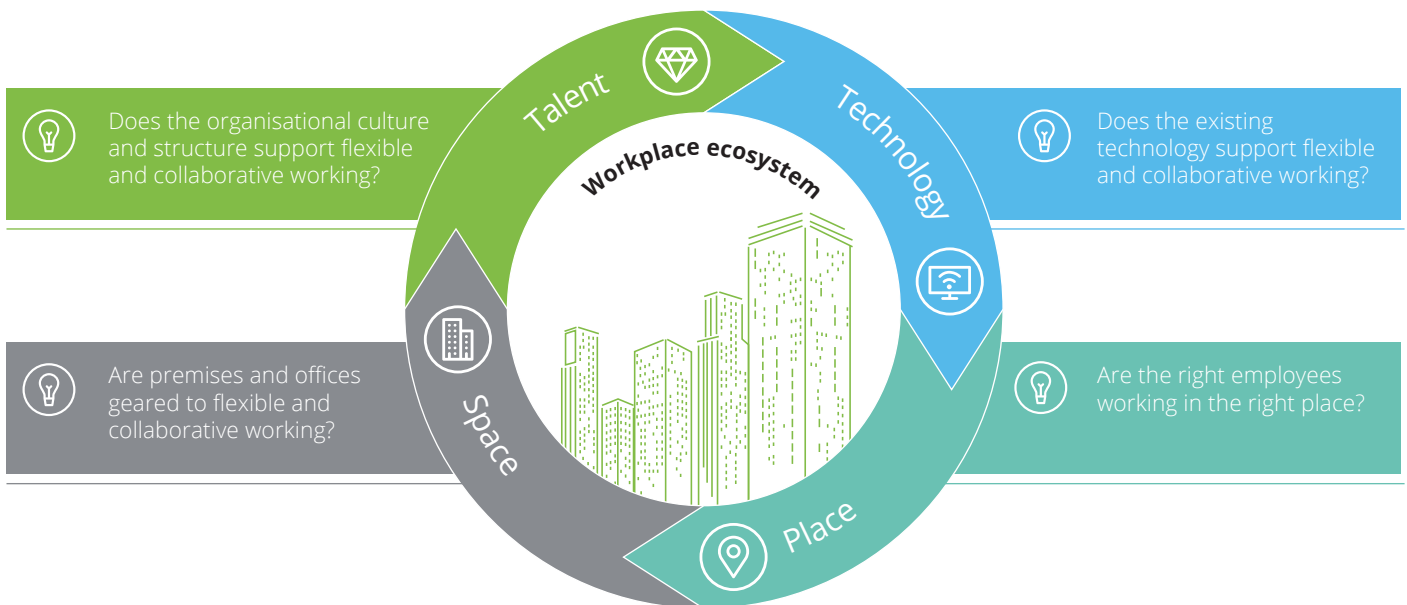 Talent
Technology
Does the organisational culture
and structure support flexible
and collaborative working?
Workplace ecosystem
Does the existing
technology support flexible
and collaborative working?
Are premises and offices
geared to flexible and
collaborative working?
Space
Are the right employees
working in the right place?
Place